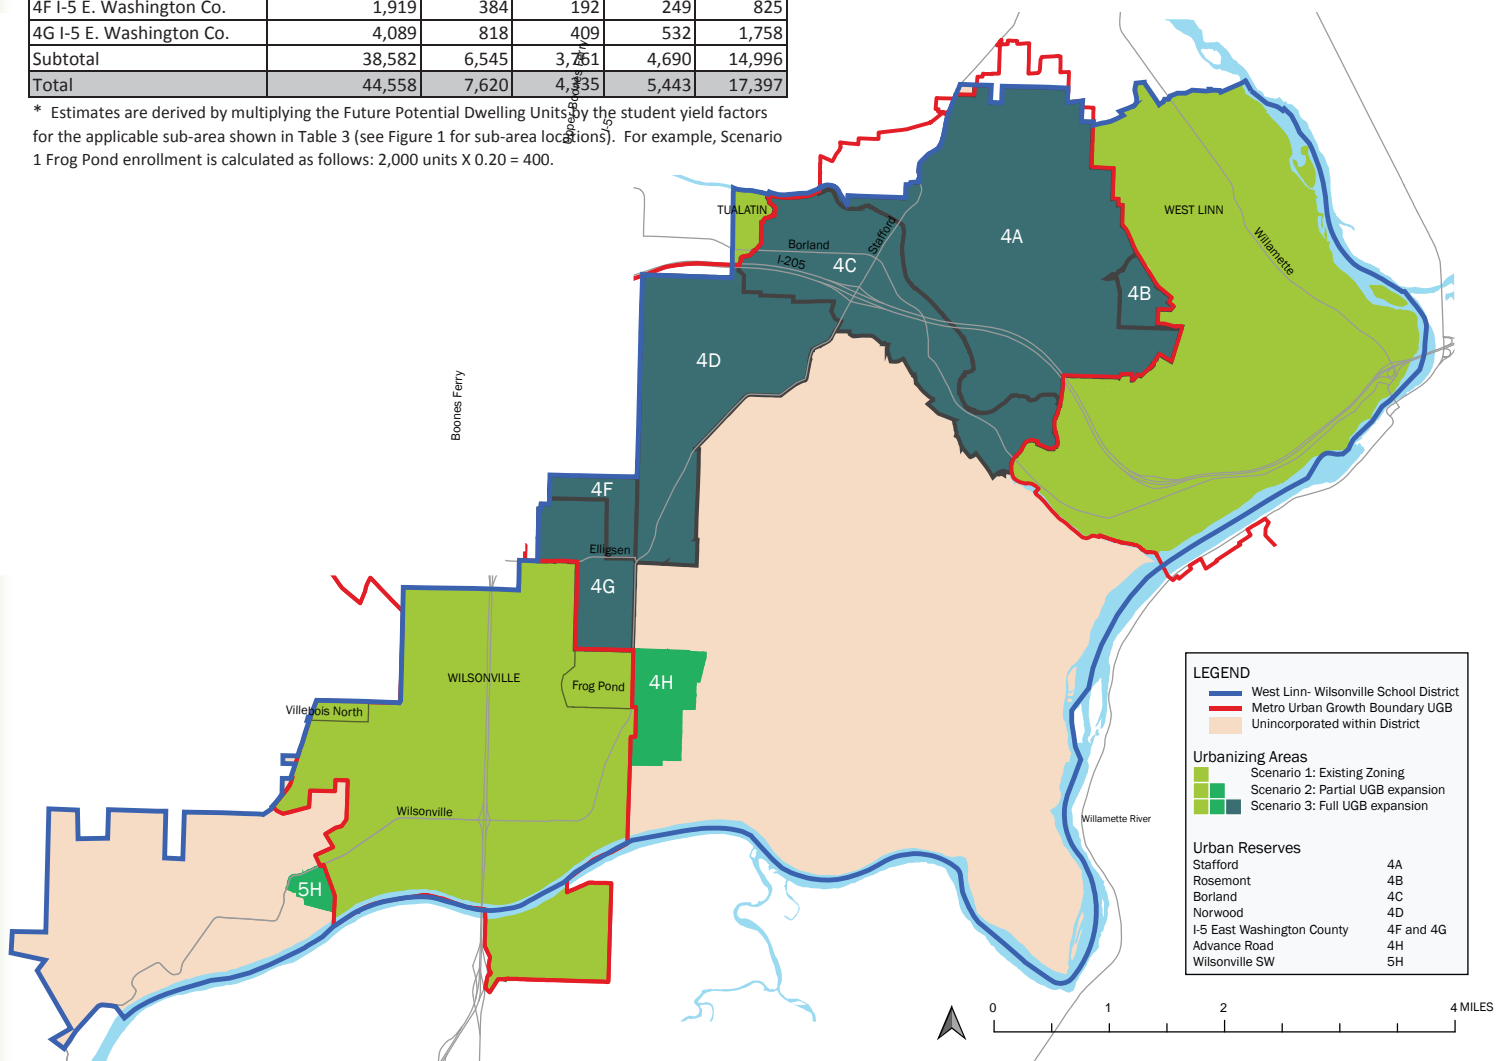 4F I-5 E. Washington Co. 1,919 384 192 249 825
4G I-5 E. Washington Co. 4,089 818 409 532 1,758
Subtotal 38,582 6,545 3,761 4,690 14,996
Total 44,558 7,620 4,335 5,443 17,397
* Estimates are derived by multiplying the Future Potential Dwelling Units by the student yield factors
for the applicable sub-area shown in Table 3 (see Figure 1 for sub-area locations). For example, Scenario
1 Frog Pond enrollment is calculated as follows: 2,000 units X 0.20 = 400.
Upper Boones Ferry
I-5
TUALATIN
WEST LINN
Borland
Stafford
4A
Willamette
I-205
4C
4B
4D
Boones Ferry
4F
Elligsen
4G
WILSONVILLE
Frog Pond
4H
Villebois North
Wilsonville
5H
Willamette River
LEGEND
West Linn- Wilsonville School District
Metro Urban Growth Boundary UGB
Unincorporated within District
Urbanizing Areas
Scenario 1: Existing Zoning
Scenario 2: Partial UGB expansion
Scenario 3: Full UGB expansion
Urban Reserves
Stafford 4A
Rosemont 4B
Borland 4C
Norwood 4D
I-5 East Washington County 4F and 4G
Advance Road 4H
Wilsonville SW 5H
0 1 2 4 MILES